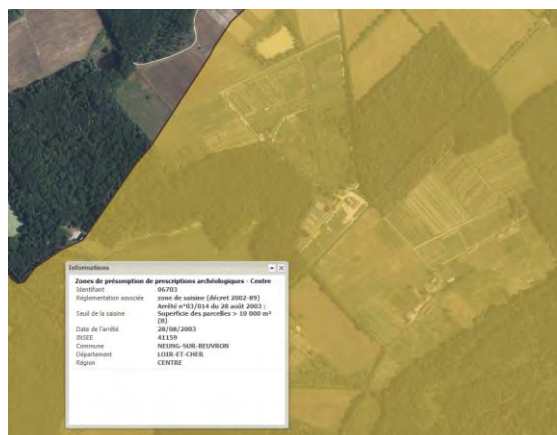 Informations
Zones de présomption de prescriptions archéologiques - Centre
Identifiant 06703
Réglementation associée zone de saisine (décret 2002-89)
Arrêté n°03/014 du 28 août 2003 :
Seuil de la saisine Superficie des parcelles > 10 000 m²
(B)
Date de l'arrêté 28/08/2003
INSEE 41159
Commune NEUNG-SUR-BEUVRON
Département LOIR-ET-CHER
Région CENTRE